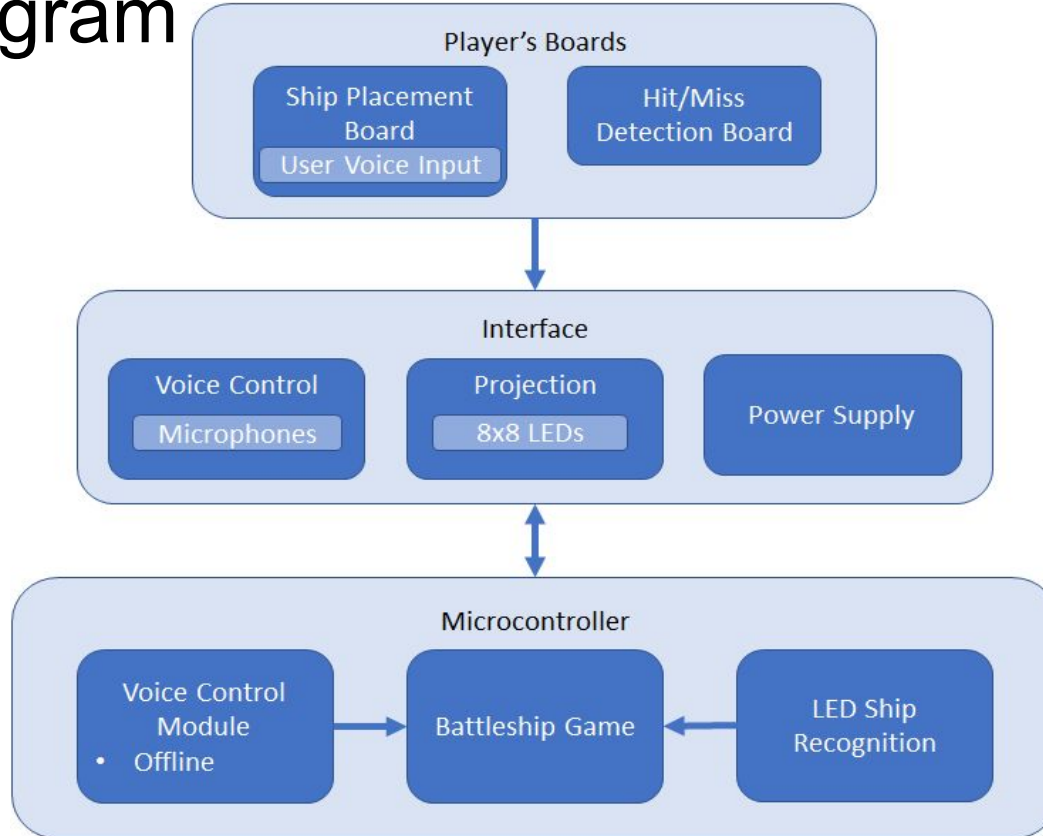 gram
Player's Boards
Ship Placement
Board
User Voice Input
Hit/Miss
Detection Board
Interface
Voice Control
Microphones
Projection
8x8 LEDs
Power Supply
Microcontroller
Voice Control
Module
• Offline
Battleship Game
LED Ship
Recognition